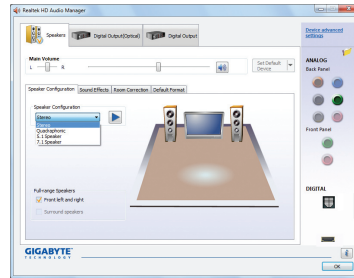 Realtek HD Audio Manager
Speakers
Digital Output(Optical)
Digital Output
Device advanced
settings
Main Volume
L
R
Set Default
Device
ANALOG
Back Panel
Speaker Configuration
Sound Effects
Room Correction
Default Format
Speaker Configuration
Stereo
Stereo
Quadraphonic
5.1 Speaker
7.1 Speaker
Front Panel
Full-range Speakers
Front left and right
Surround speakers
DIGITAL
GIGABYTE
TECHNOLOGY
i
OK